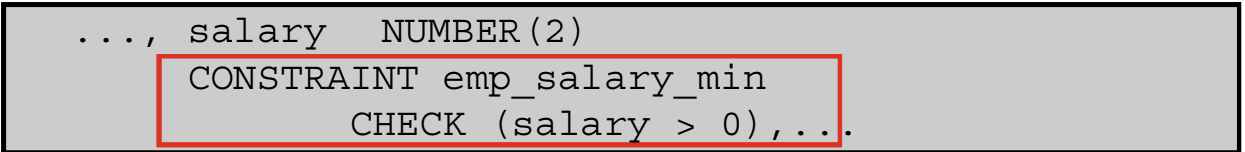 ..., salary NUMBER(2)
CONSTRAINT emp_salary_min
CHECK (salary > 0),...